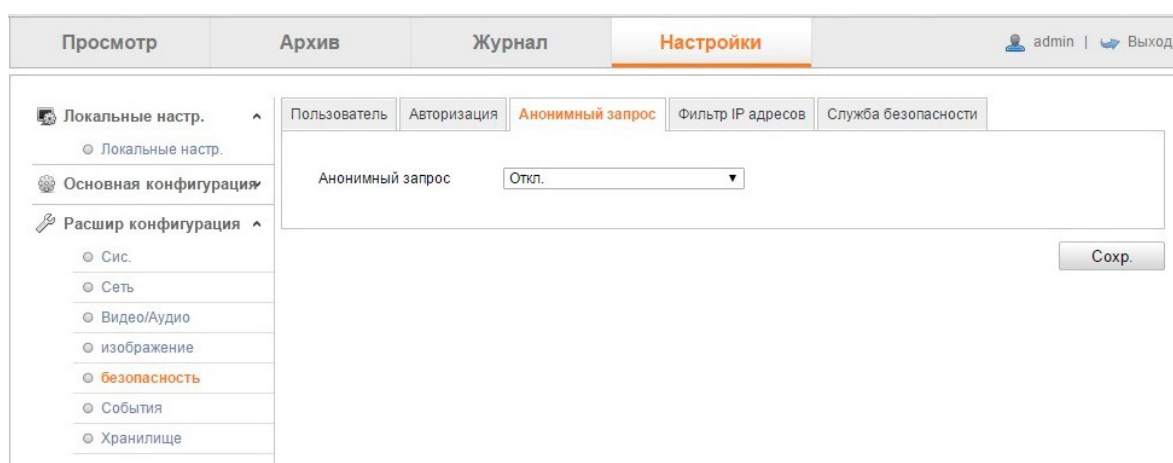 Просмотр Архив Журнал Настройки admin | Выход
Локальные настр.
Локальные настр.
Основная конфигурация
Расшир конфигурация
Сис.
Сеть
Видео/Аудио
изображение
безопасность
События
Хранилище
Пользователь Авторизация Анонимный запрос Фильтр IP адресов Служба безопасности
Анонимный запрос Откл.
Сохр.